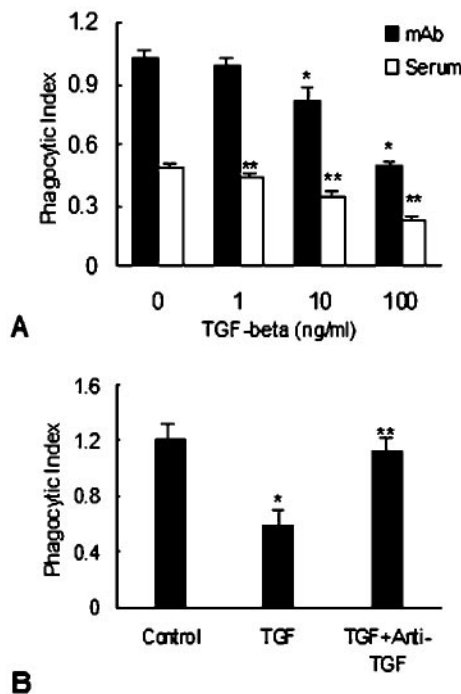 1.2
0.9
0.6
0.3
0
Phagocytic Index
mAb
Serum
*
*
**
**
**
0 1 10 100
TGF-beta (ng/ml)
A
1.6
1.2
0.8
0.4
0
Phagocytic Index
*
**
Control TGF TGF+Anti-
TGF
B